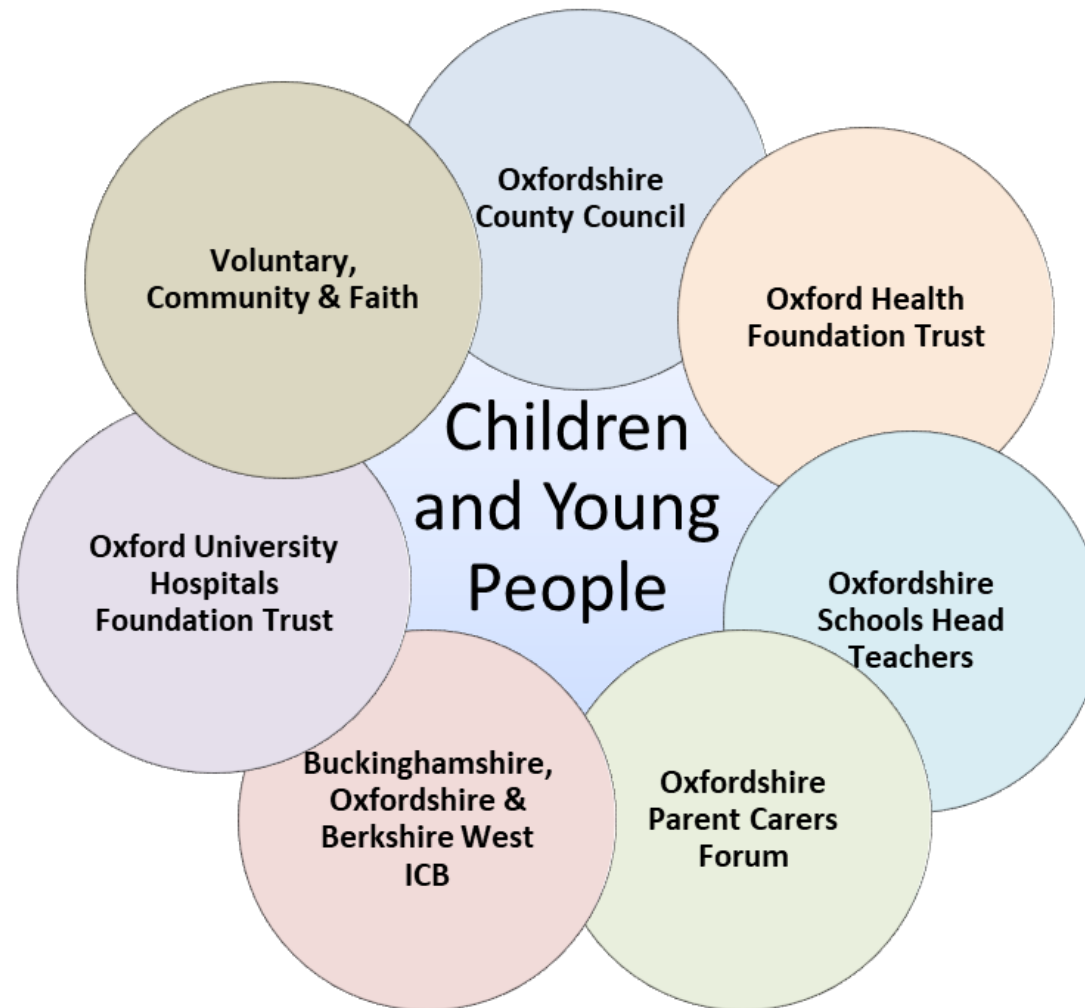 Oxfordshire
County Council
Voluntary,
Community & Faith
Oxford Health
Foundation Trust
Children
and Young
People
Oxford University
Hospitals
Foundation Trust
Oxfordshire
Schools Head
Teachers
Buckinghamshire,
Oxfordshire &
Berkshire West
ICB
Oxfordshire
Parent Carers
Forum